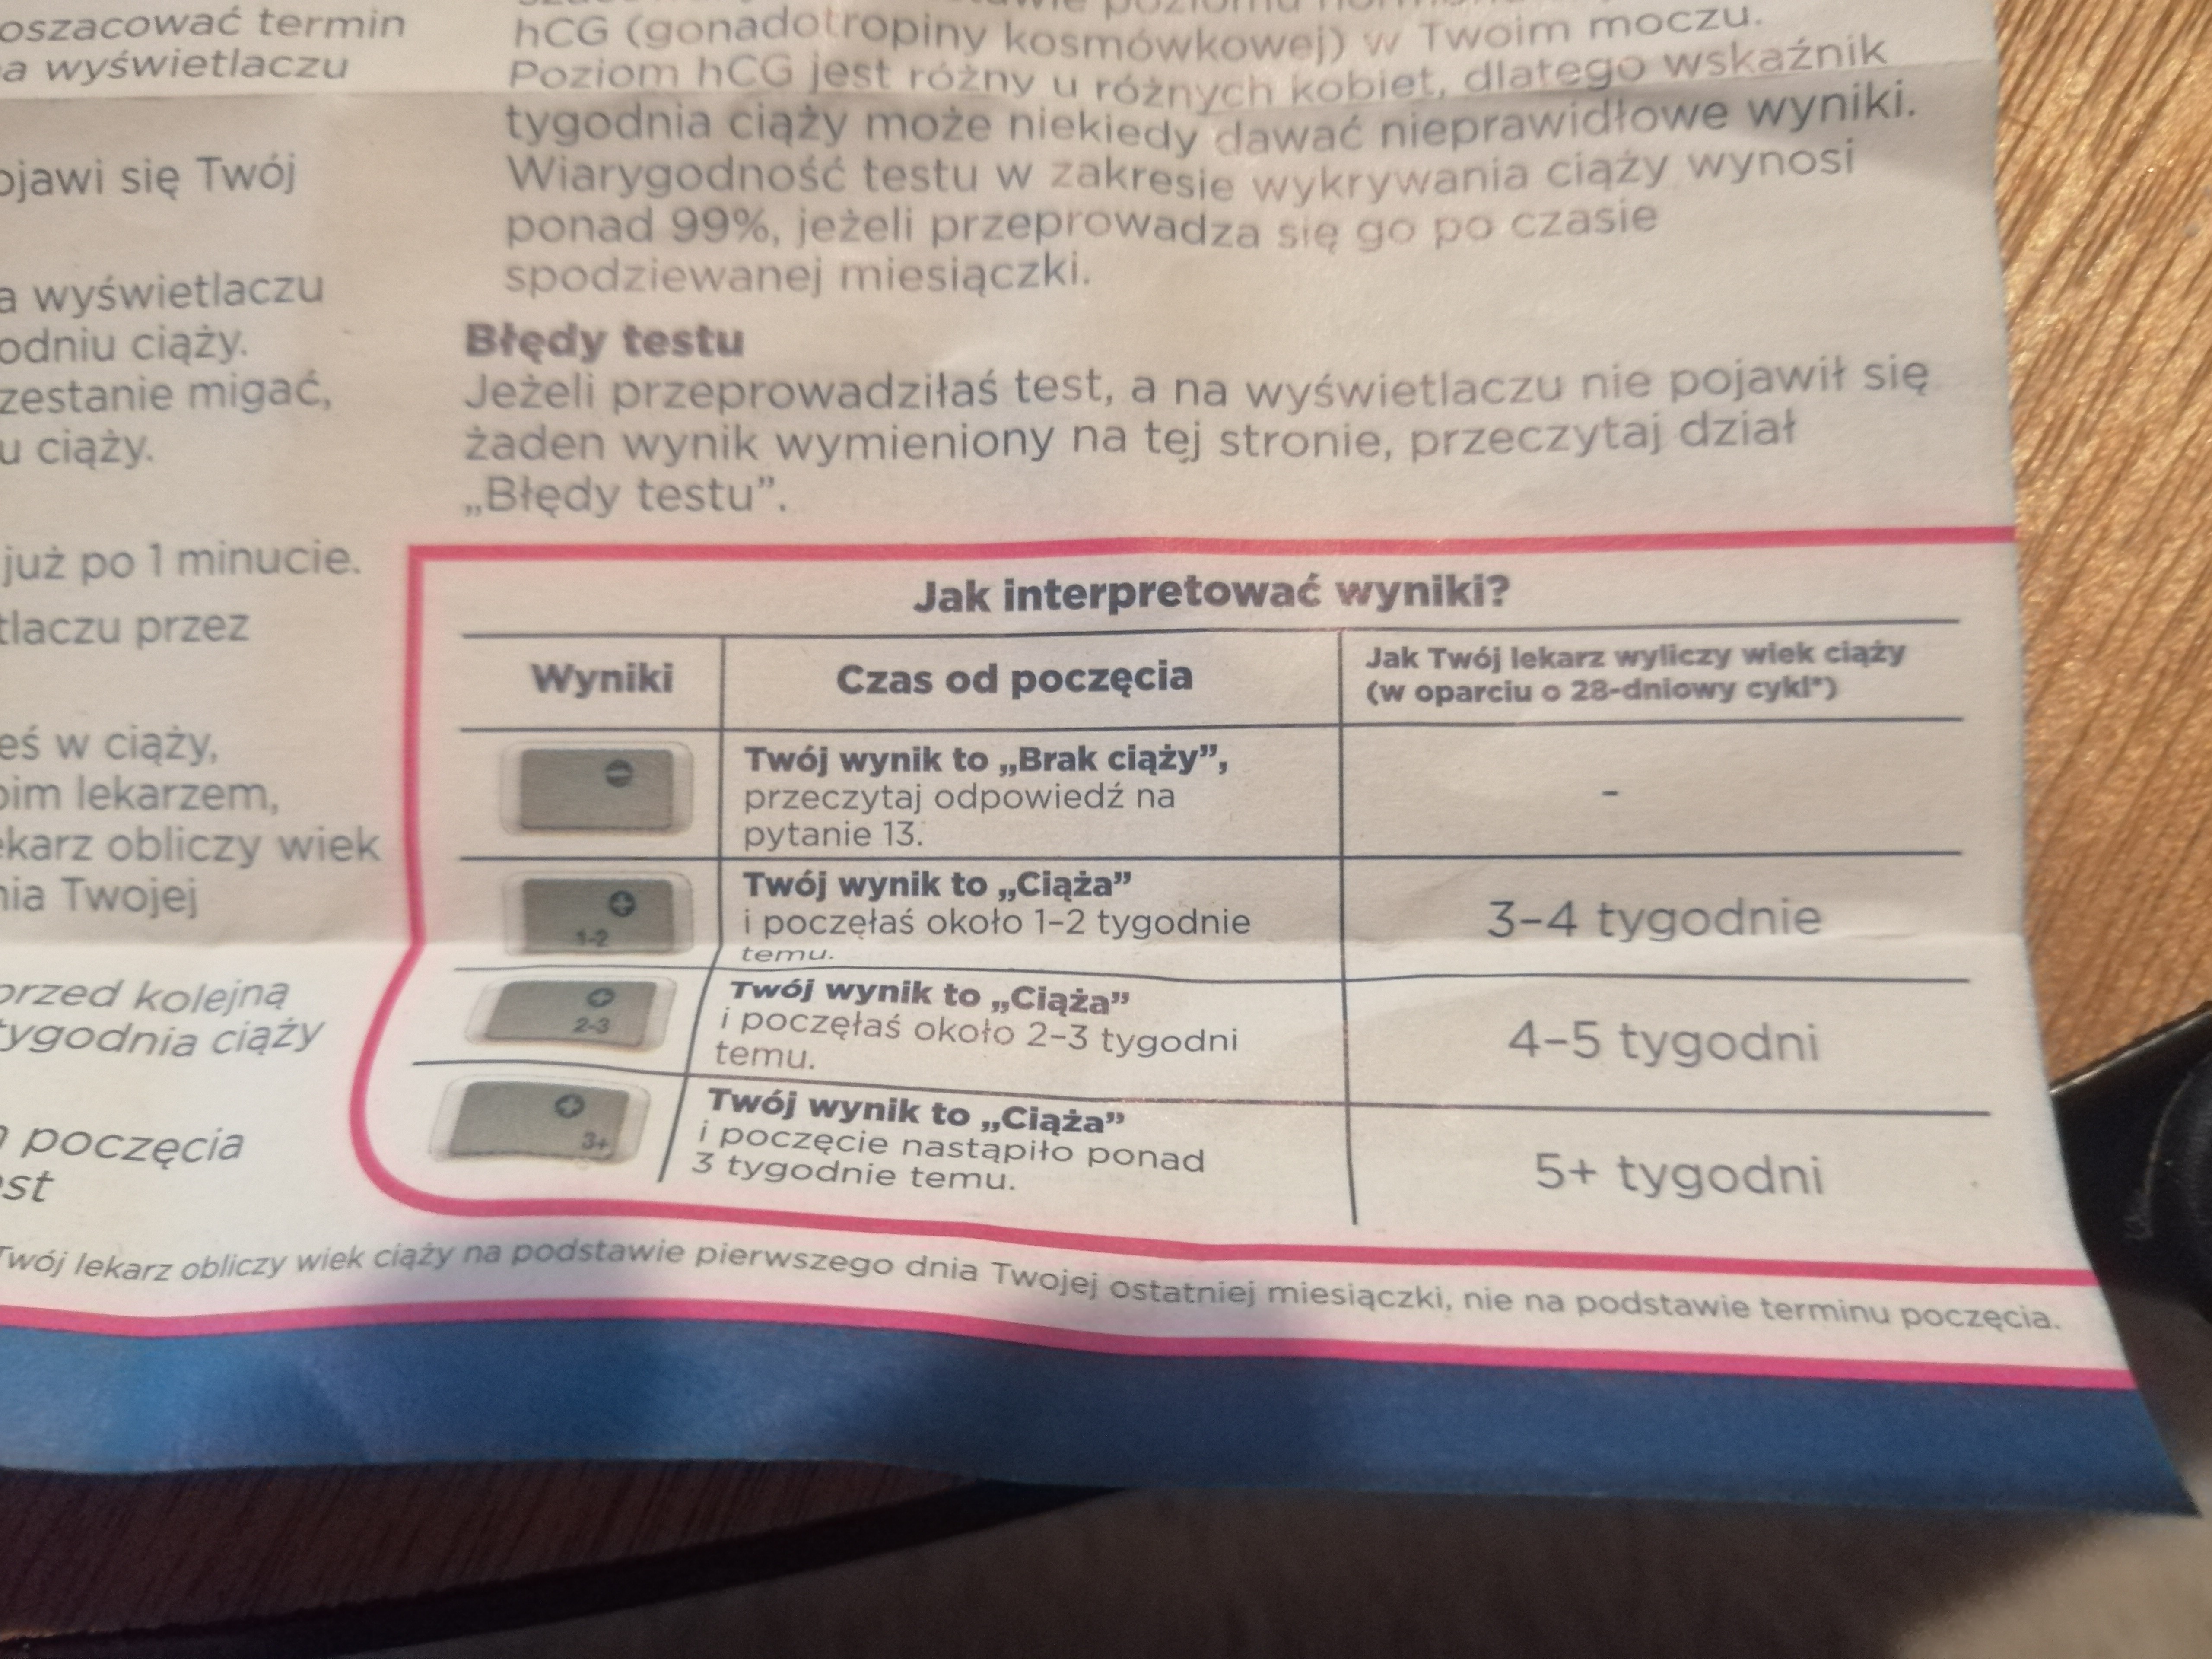 oszacować termin
a wyświetlaczu
ojawi się Twój
a wyświetlaczu
odniu ciąży.
zestanie migać,
u ciąży.
już po 1 minucie.
tlaczu przez
eś w ciąży,
oim lekarzem,
ekarz obliczy wiek
nia Twojej
przed kolejną
tygodnia ciąży
poczęcia
est
hCG (gonadotropiny kosmówkowej) w Twoim moczu.
Poziom hCG jest różny u różnych kobiet, dlatego wskaźnik
tygodnia ciąży może niekiedy dawać nieprawidłowe wyniki.
Wiarygodność testu w zakresie wykrywania ciąży wynosi
ponad 99%, jeżeli przeprowadza się go po czasie
spodziewanej miesiączki.
Błędy testu
Jeżeli przeprowadziłaś test, a na wyświetlaczu nie pojawił się
żaden wynik wymieniony na tej stronie, przeczytaj dział
„Błędy testu”.
Jak interpretować wyniki?
Wyniki
Czas od poczęcia
Jak Twój lekarz wyliczy wiek ciąży
(w oparciu o 28-dniowy cykl*)
Twój wynik to „Brak ciąży”,
przeczytaj odpowiedź na
pytanie 13.
-
1-2
Twój wynik to „Ciąża”
i poczęłaś około 1–2 tygodnie
temu.
3–4 tygodnie
2-3
Twój wynik to „Ciąża”
i poczęłaś około 2–3 tygodni
temu.
4–5 tygodni
3+
Twój wynik to „Ciąża”
i poczęcie nastąpiło ponad
3 tygodnie temu.
5+ tygodni
Twój lekarz obliczy wiek ciąży na podstawie pierwszego dnia Twojej ostatniej miesiączki, nie na podstawie terminu poczęcia.